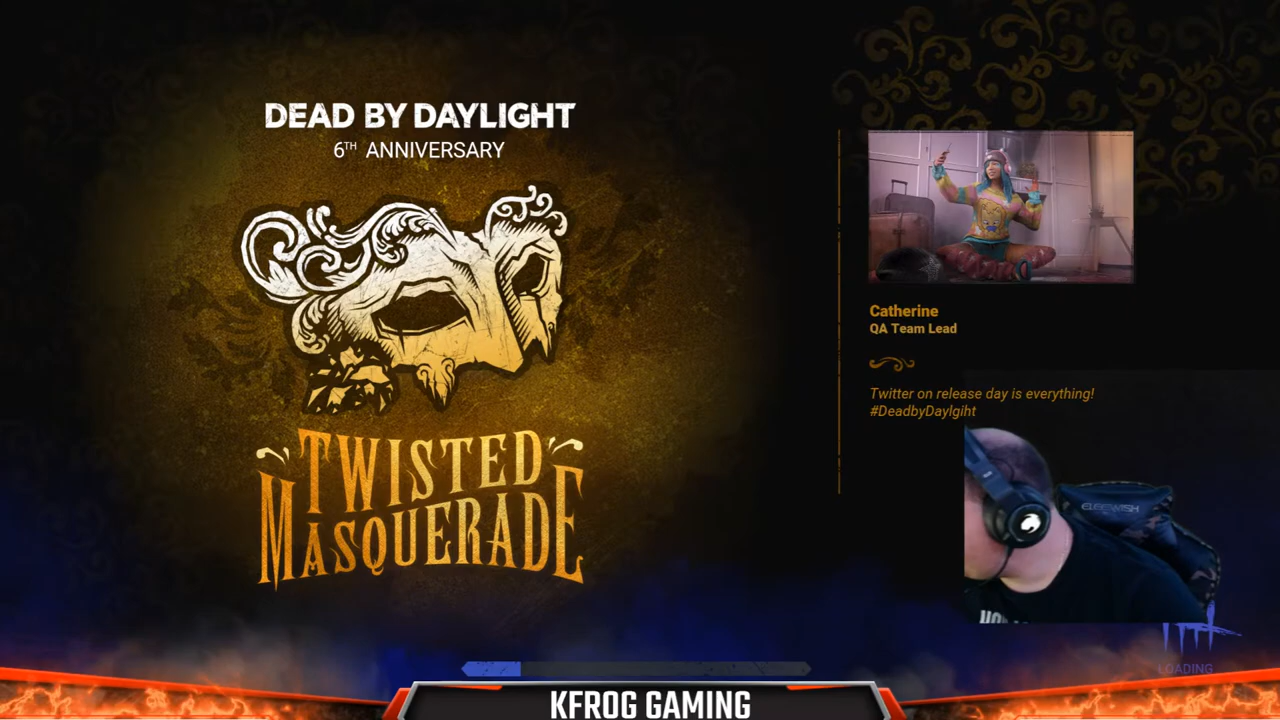 DEAD BY DAYLIGHT
6TH ANNIVERSARY
TWISTED
MASQUERADE
Catherine
QA Team Lead
Twitter on release day is everything!
#DeadbyDaylgiht
LOADING
KFROG GAMING